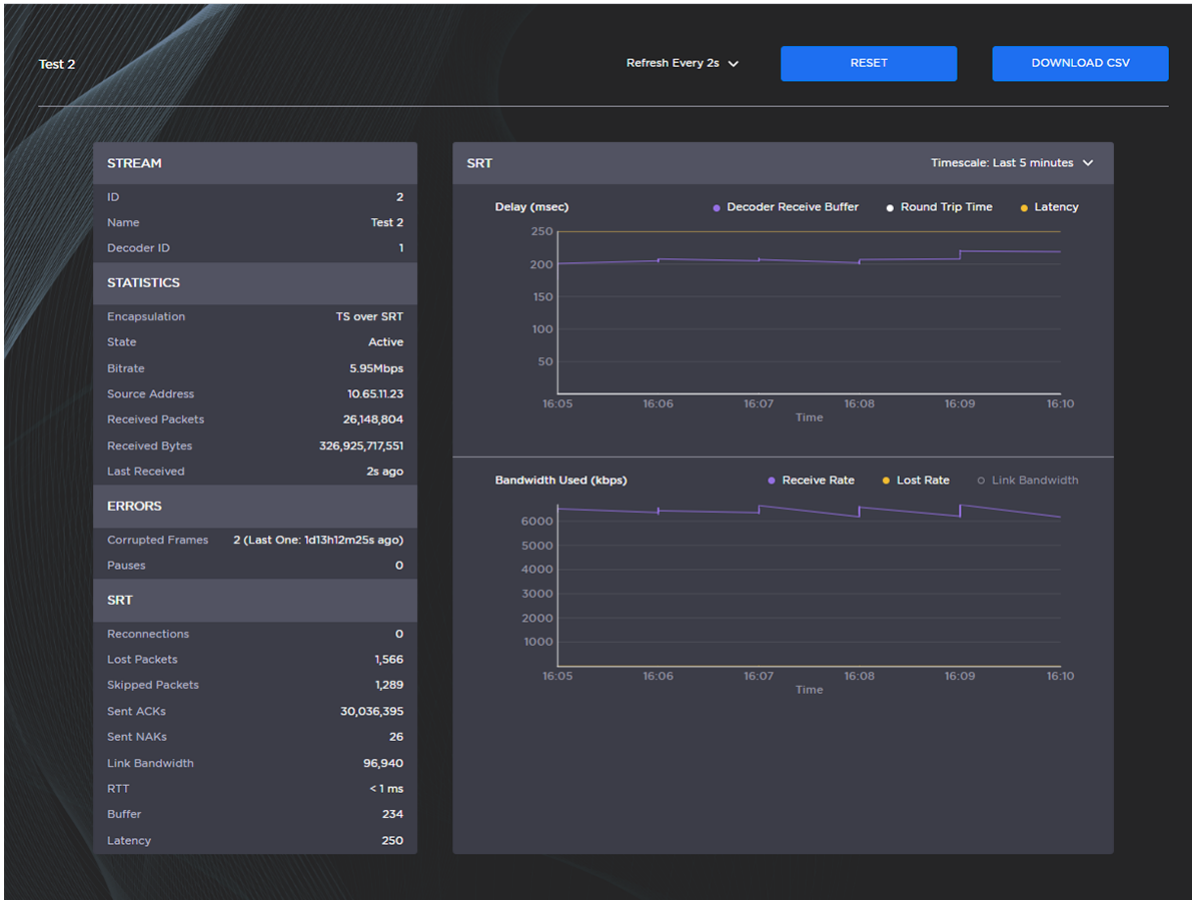 Test 2
Refresh Every 2s
RESET
DOWNLOAD CSV
STREAM
ID 2
Name Test 2
Decoder ID 1
STATISTICS
Encapsulation TS over SRT
State Active
Bitrate 5.95Mbps
Source Address 10.65.11.23
Received Packets 26,148,804
Received Bytes 326,925,717,551
Last Received 2s ago
ERRORS
Corrupted Frames 2 (Last One: 1d13h12m25s ago)
Pauses 0
SRT
Reconnections 0
Lost Packets 1,566
Skipped Packets 1,289
Sent ACKs 30,036,395
Sent NAKs 26
Link Bandwidth 96,940
RTT < 1 ms
Buffer 234
Latency 250
SRT Timescale: Last 5 minutes
Delay (msec) Decoder Receive Buffer Round Trip Time Latency
250
200
150
100
50
16:05 16:06 16:07 16:08 16:09 16:10
Time
Bandwidth Used (kbps) Receive Rate Lost Rate Link Bandwidth
6000
5000
4000
3000
2000
1000
16:05 16:06 16:07 16:08 16:09 16:10
Time